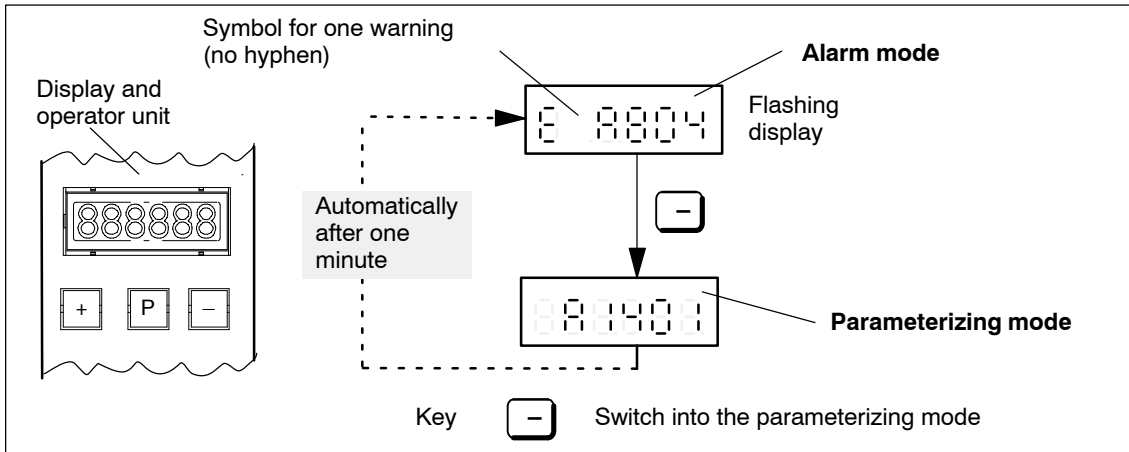 Symbol for one warning
(no hyphen)
Alarm mode
Display and
operator unit
E A804
Flashing
display
Automatically
after one
minute
–
A 1401
Parameterizing mode
+ P –
Key – Switch into the parameterizing mode